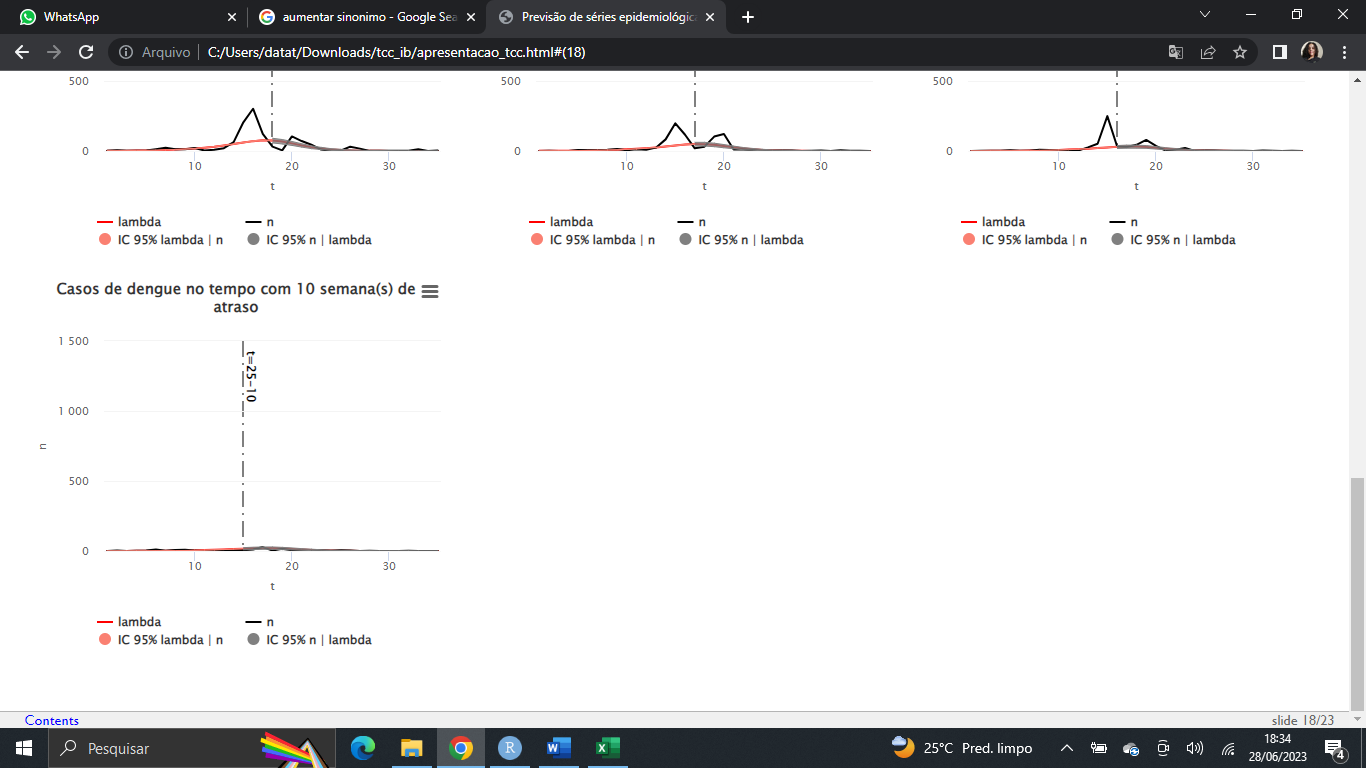 WhatsApp
aumentar sinonimo - Google Sea
Previsão de séries epidemiológica
Arquivo | C:/Users/datat/Downloads/tcc_ib/apresentacao_tcc.html#(18)
500
0
10 20 30
t
lambda n
IC 95% lambda | n IC 95% n | lambda
500
0
10 20 30
t
lambda n
IC 95% lambda | n IC 95% n | lambda
500
0
10 20 30
t
lambda n
IC 95% lambda | n IC 95% n | lambda
Casos de dengue no tempo com 10 semana(s) de
atraso
1 500
1 000
500
0
n
t=25-10
10 20 30
t
lambda n
IC 95% lambda | n IC 95% n | lambda
Contents
slide 18/23
Pesquisar
25°C Pred. limpo
18:34
28/06/2023
4